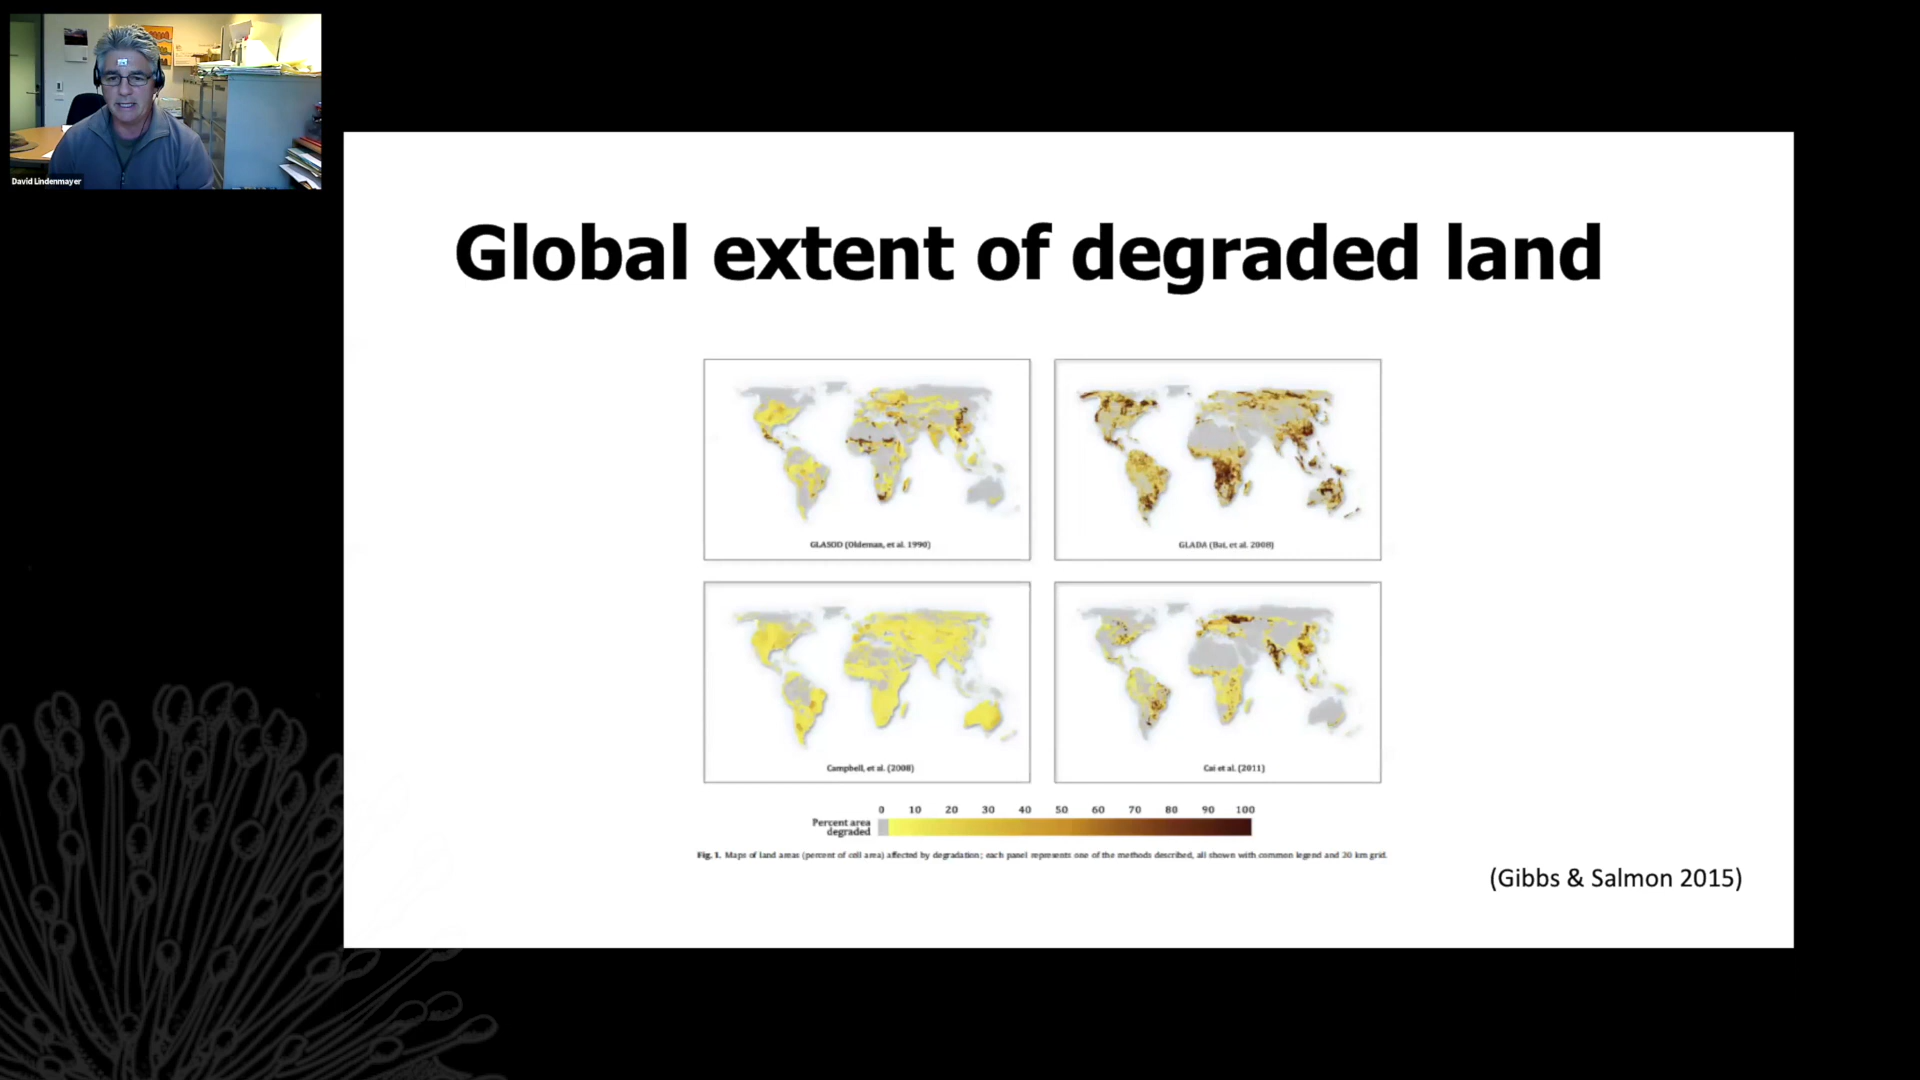 David Lindenmayer
Global extent of degraded land
GLASOD (Oldeman, et al. 1990)
GLADA (Bai, et al. 2008)
Campbell, et al. (2008)
Cai et al. (2011)
0 10 20 30 40 50 60 70 80 90 100
Percent area
degraded
Fig. 1. Maps of land areas (percent of cell area) affected by degradation; each panel represents one of the methods described, all shown with common legend and 20 km grid.
(Gibbs & Salmon 2015)